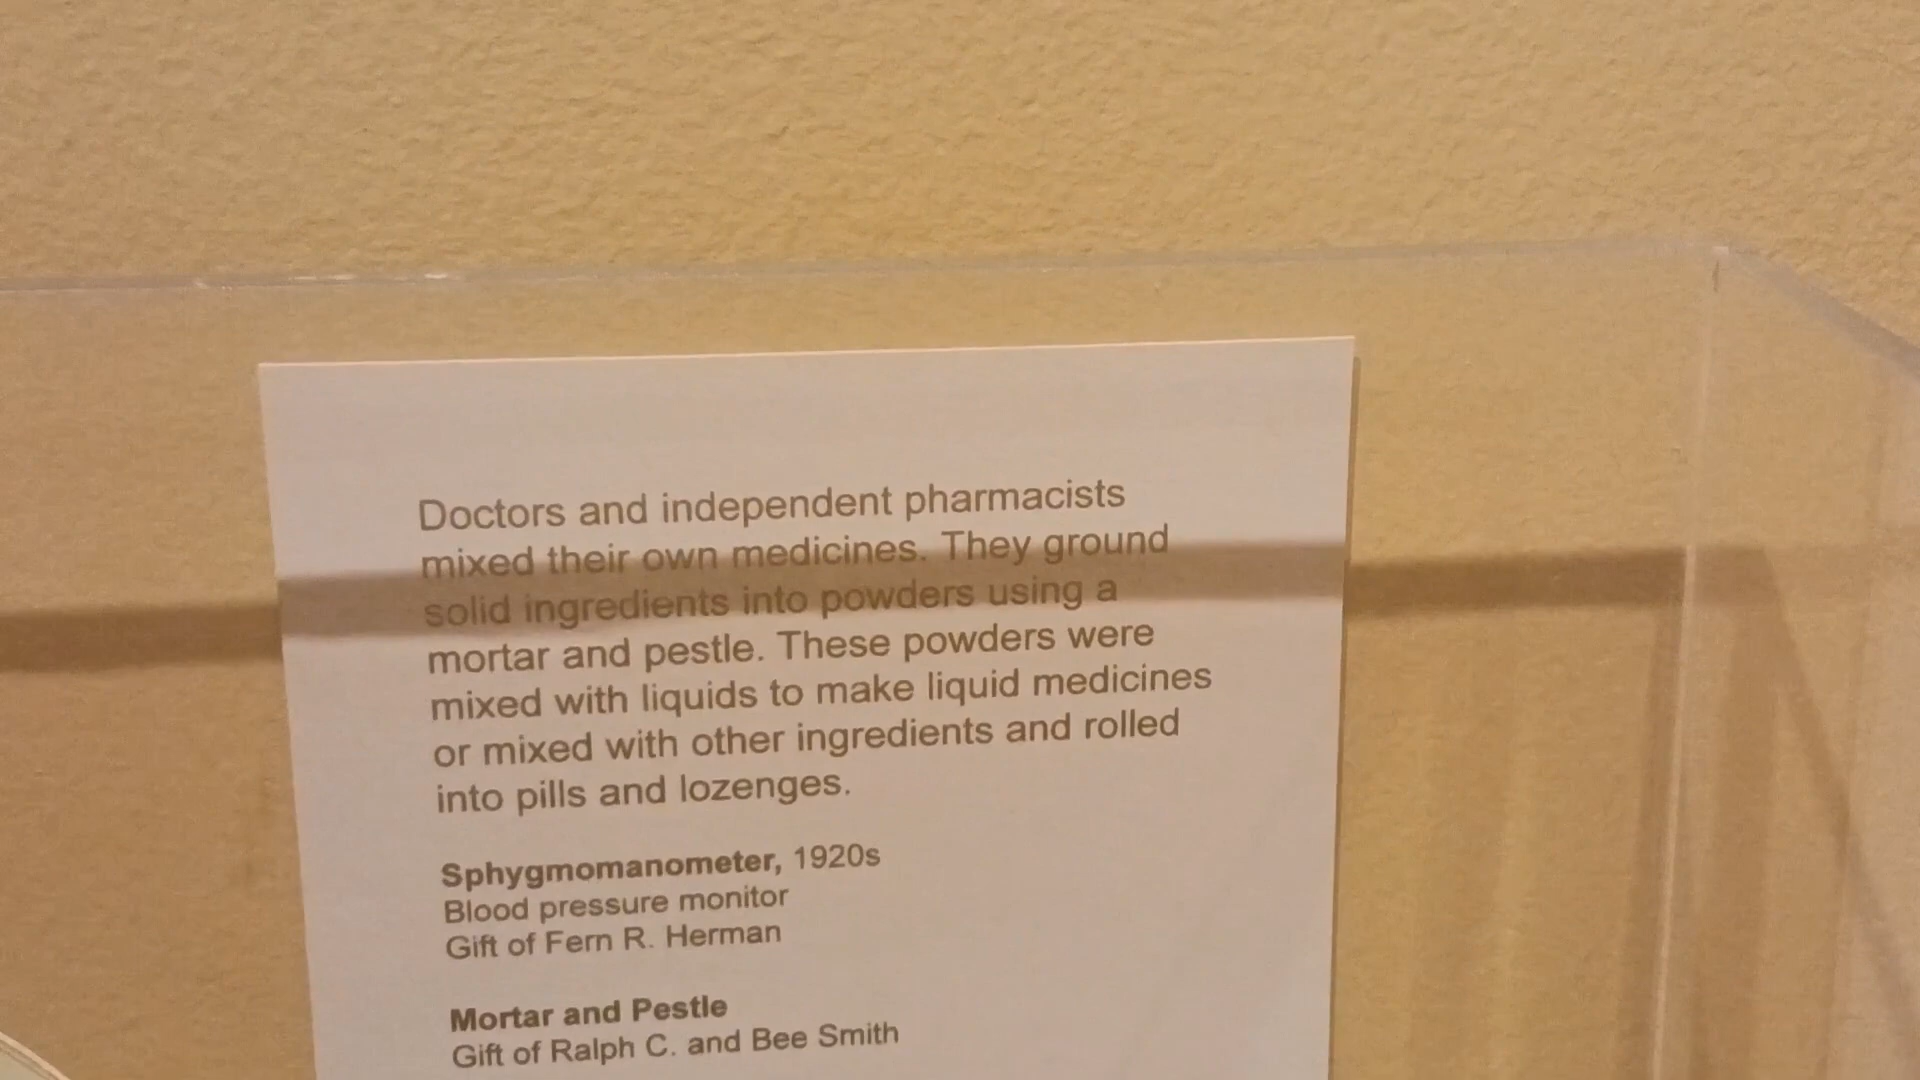 Doctors and independent pharmacists
mixed their own medicines. They ground
solid ingredients into powders using a
mortar and pestle. These powders were
mixed with liquids to make liquid medicines
or mixed with other ingredients and rolled
into pills and lozenges.
Sphygmomanometer, 1920s
Blood pressure monitor
Gift of Fern R. Herman
Mortar and Pestle
Gift of Ralph C. and Bee Smith